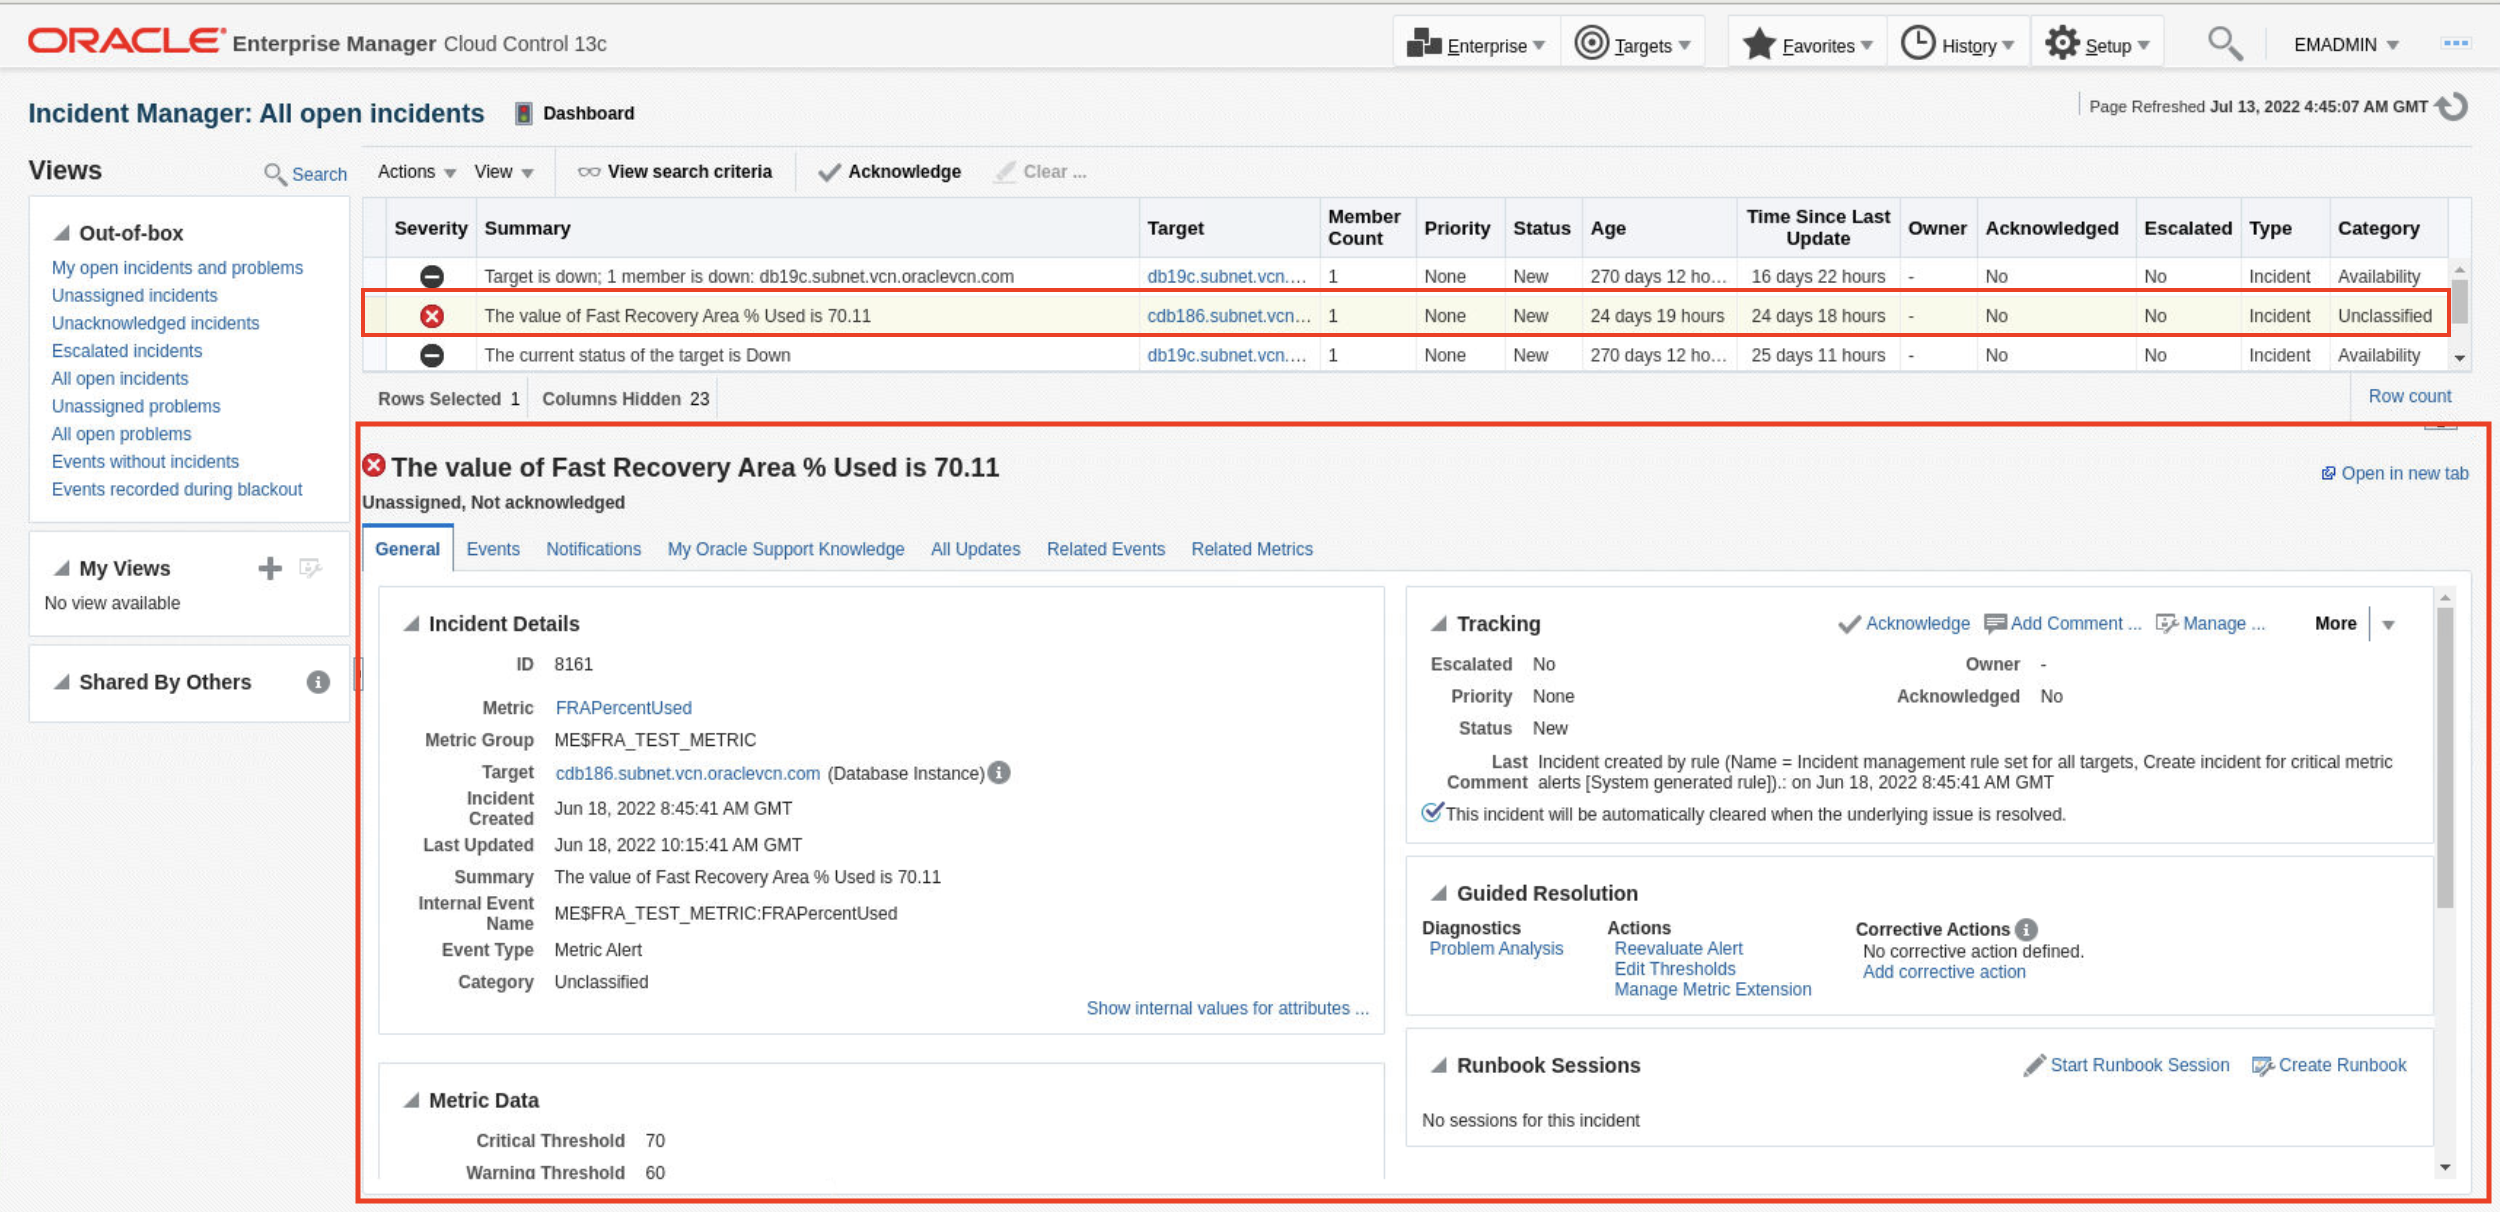 ORACLE Enterprise Manager Cloud Control 13c
Enterprise Targets Favorites History Setup EMADMIN
Incident Manager: All open incidents Dashboard
Page Refreshed Jul 13, 2022 4:45:07 AM GMT
Views Search
Out-of-box
My open incidents and problems
Unassigned incidents
Unacknowledged incidents
Escalated incidents
All open incidents
Unassigned problems
All open problems
Events without incidents
Events recorded during blackout
My Views
No view available
Shared By Others
Actions View View search criteria Acknowledge Clear ...
Severity Summary Target Member Count Priority Status Age Time Since Last Update Owner Acknowledged Escalated Type Category
Target is down; 1 member is down: db19c.subnet.vcn.oraclevcn.com db19c.subnet.vcn.... 1 None New 270 days 12 ho... 16 days 22 hours - No No Incident Availability
The value of Fast Recovery Area % Used is 70.11 cdb186.subnet.vcn... 1 None New 24 days 19 hours 24 days 18 hours - No No Incident Unclassified
The current status of the target is Down db19c.subnet.vcn.... 1 None New 270 days 12 ho... 25 days 11 hours - No No Incident Availability
Rows Selected 1 Columns Hidden 23 Row count
The value of Fast Recovery Area % Used is 70.11
Open in new tab
Unassigned, Not acknowledged
General Events Notifications My Oracle Support Knowledge All Updates Related Events Related Metrics
Incident Details
ID 8161
Metric FRAPercentUsed
Metric Group ME$FRA_TEST_METRIC
Target cdb186.subnet.vcn.oraclevcn.com (Database Instance)
Incident Created Jun 18, 2022 8:45:41 AM GMT
Last Updated Jun 18, 2022 10:15:41 AM GMT
Summary The value of Fast Recovery Area % Used is 70.11
Internal Event Name ME$FRA_TEST_METRIC:FRAPercentUsed
Event Type Metric Alert
Category Unclassified
Show internal values for attributes ...
Metric Data
Critical Threshold 70
Warning Threshold 60
Tracking Acknowledge Add Comment ... Manage ... More
Escalated No Owner -
Priority None Acknowledged No
Status New
Last Comment Incident created by rule (Name = Incident management rule set for all targets, Create incident for critical metric
alerts [System generated rule]).: on Jun 18, 2022 8:45:41 AM GMT
This incident will be automatically cleared when the underlying issue is resolved.
Guided Resolution
Diagnostics Actions Corrective Actions
Problem Analysis Reevaluate Alert No corrective action defined.
Edit Thresholds Add corrective action
Manage Metric Extension
Runbook Sessions Start Runbook Session Create Runbook
No sessions for this incident